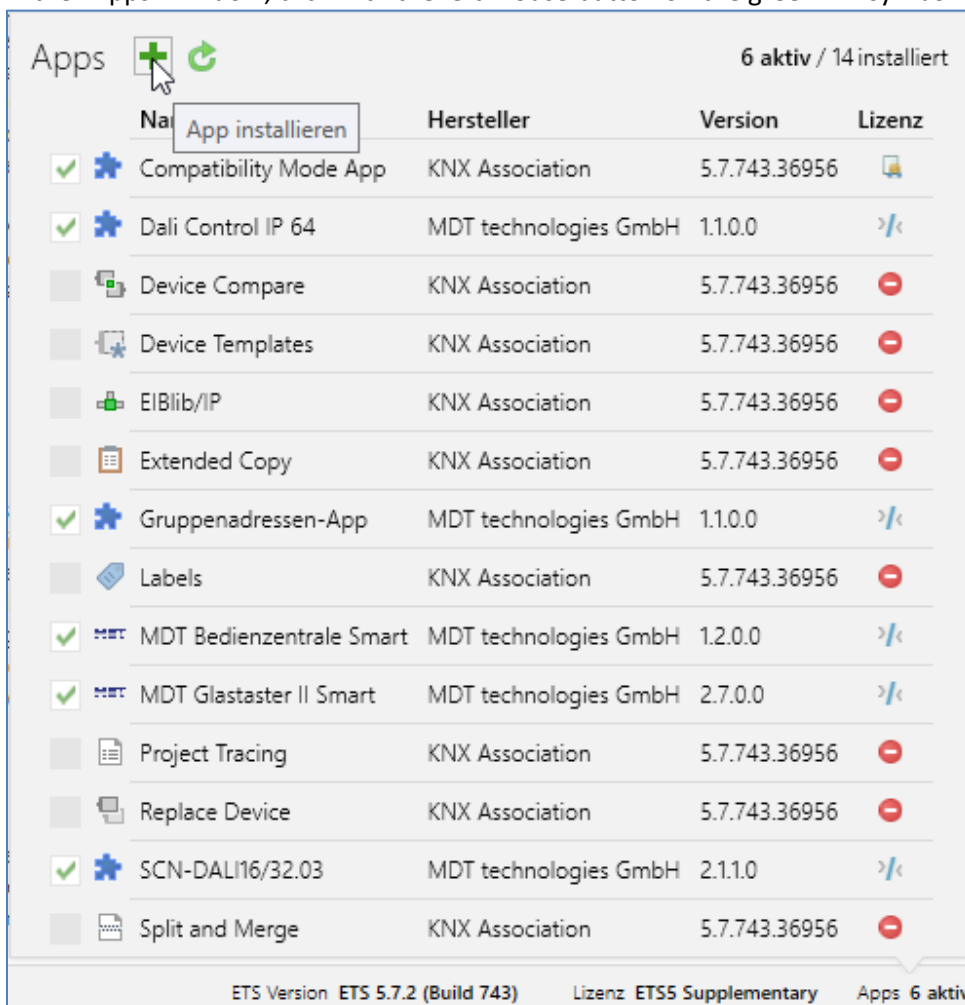 Apps 6 aktiv / 14 installiert
App installieren
Hersteller Version Lizenz
Compatibility Mode App KNX Association 5.7.743.36956
Dali Control IP 64 MDT technologies GmbH 1.1.0.0
Device Compare KNX Association 5.7.743.36956
Device Templates KNX Association 5.7.743.36956
EIBlib/IP KNX Association 5.7.743.36956
Extended Copy KNX Association 5.7.743.36956
Gruppenadressen-App MDT technologies GmbH 1.1.0.0
Labels KNX Association 5.7.743.36956
MDT MDT Bedienzentrale Smart MDT technologies GmbH 1.2.0.0
MDT MDT Glastaster II Smart MDT technologies GmbH 2.7.0.0
Project Tracing KNX Association 5.7.743.36956
Replace Device KNX Association 5.7.743.36956
SCN-DALI16/32.03 MDT technologies GmbH 2.1.1.0
Split and Merge KNX Association 5.7.743.36956
ETS Version ETS 5.7.2 (Build 743) Lizenz ETS5 Supplementary Apps 6 aktiv